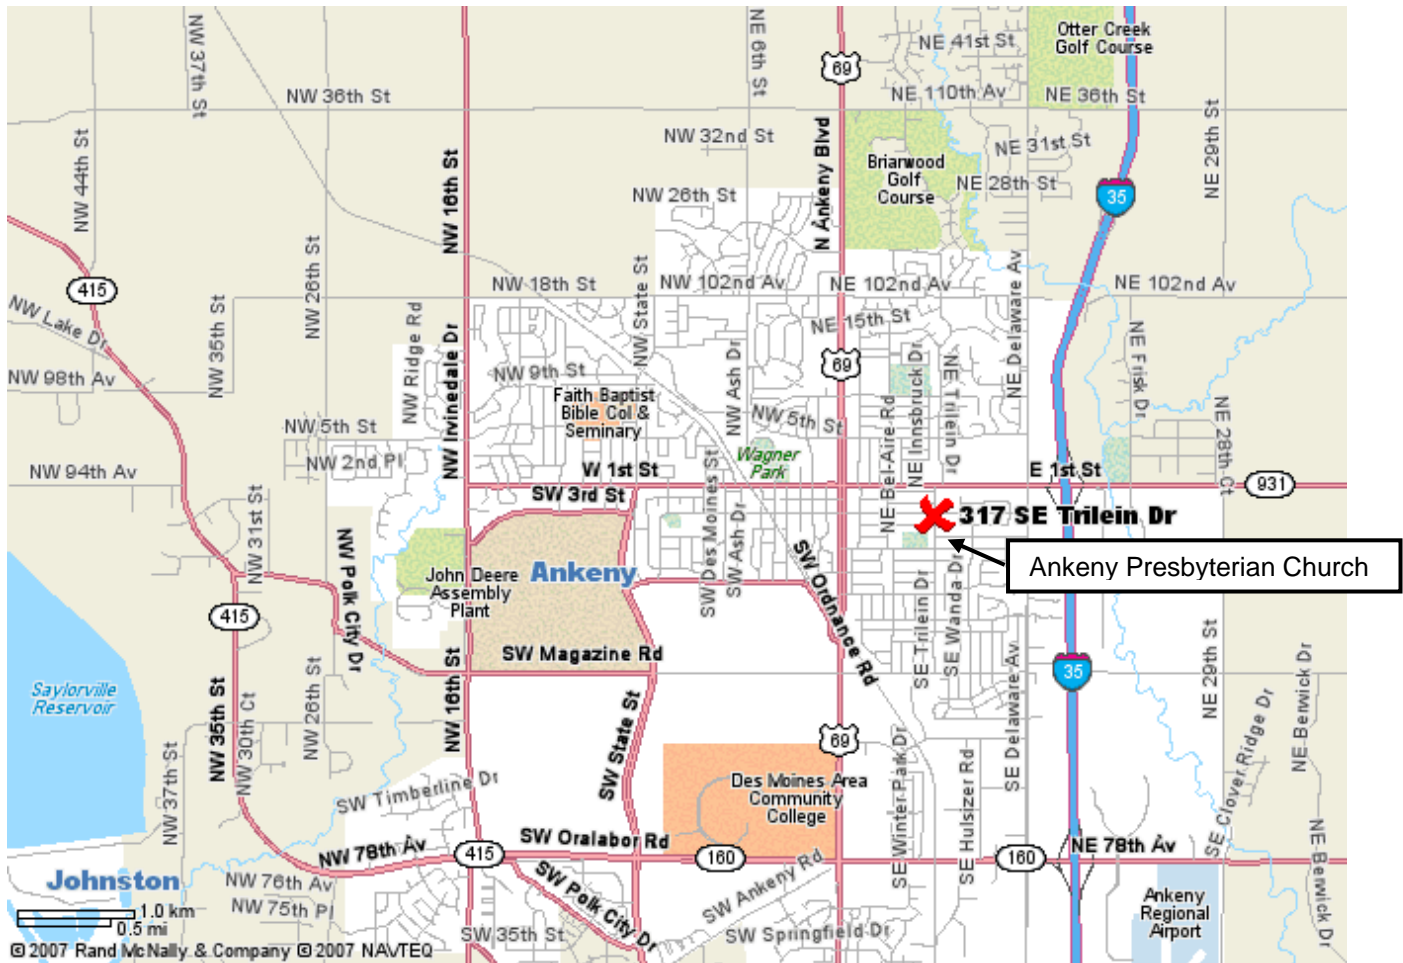 Otter Creek
Golf Course
NE 41st St
NW 37th St
NE 6th St
69
NW 36th St
NE 110th Av
NE 36th St
NW 32nd St
NE 31st St
NW 44th St
NW 16th St
N Ankeny Blvd
Briarwood
Golf
Course
NE 29th St
NE 28th St
35
NW 26th St
415
NW 26th St
NW 18th St
NW State St
NW 102nd Av
NE 102nd Av
NE Delaware Av
NE 102nd Av
NW Lake Dr
NW 35th St
NW Ridge Rd
NW Irvinedale Dr
NE 15th St
NW 98th Av
NW 9th St
NW Ash Dr
69
NE Innsbruck Dr
NE Trilein Dr
NE Frisk Dr
Faith Baptist
Bible Col &
Seminary
NW 5th St
NW 5th St
NE Bel-Aire Rd
NE 28th Ct
NW 2nd Pl
NW 94th Av
W 1st St
Wagner
Park
E 1st St
931
SW 3rd St
NW 31st St
SW Des Moines St
SW Ash Dr
317 SE Trilein Dr
Ankeny Presbyterian Church
NW Polk City Dr
John Deere
Assembly
Plant
Ankeny
SW Ordnance Rd
SE Trilein Dr
SE Wanda Dr
415
SW Magazine Rd
Saylorville
Reservoir
NW 35th St
NW 30th Ct
NW 26th St
NW 16th St
SW State St
35
SE Delaware Av
NE 29th St
NE Berwick Dr
SE Clover Ridge Dr
69
NW 37th St
SW Timberline Dr
Des Moines Area
Community
College
SE Winter Park Dr
SE Hulsizer Rd
NW 78th Av
415
SW Oralabor Rd
160
160
NE 78th Av
NE Berwick Dr
Johnston
NW 76th Av
NW 75th Pl
SW Polk City Dr
SW Ankeny Rd
Ankeny
Regional
Airport
1.0 km
0.5 mi
SW 35th St
SW Springfield Dr
© 2007 Rand McNally & Company © 2007 NAVTEQ